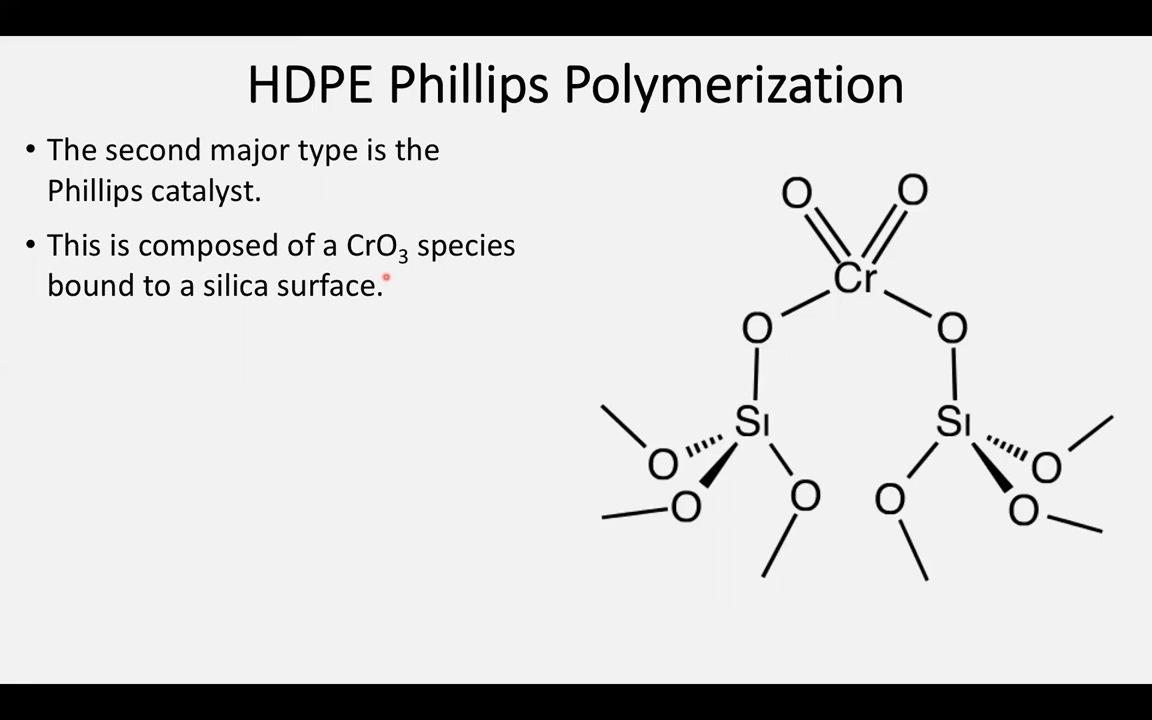 HDPE Phillips Polymerization
• The second major type is the
Phillips catalyst.
• This is composed of a CrO₃ species
bound to a silica surface.
O O
Cr
O O
Si Si
O O
O O
O O